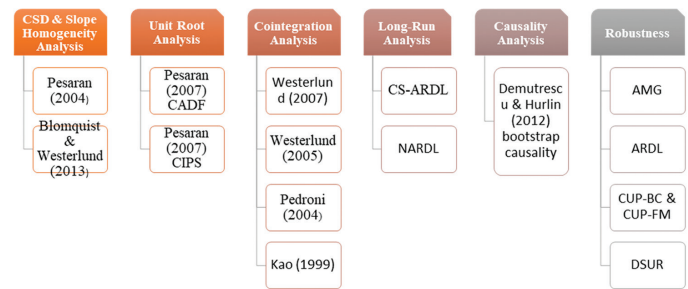 CSD & Slope
Homogeneity
Analysis
Pesaran
(2004)
Blomquist
&
Westerlund
(2013)
Unit Root
Analysis
Pesaran
(2007)
CADF
Pesaran
(2007)
CIPS
Cointegration
Analysis
Westerlun
d (2007)
Westerlund
(2005)
Pedroni
(2004)
Kao (1999)
Long-Run
Analysis
CS-ARDL
NARDL
Causality
Analysis
Demutresc
u & Hurlin
(2012)
bootstrap
causality
Robustness
AMG
ARDL
CUP-BC &
CUP-FM
DSUR